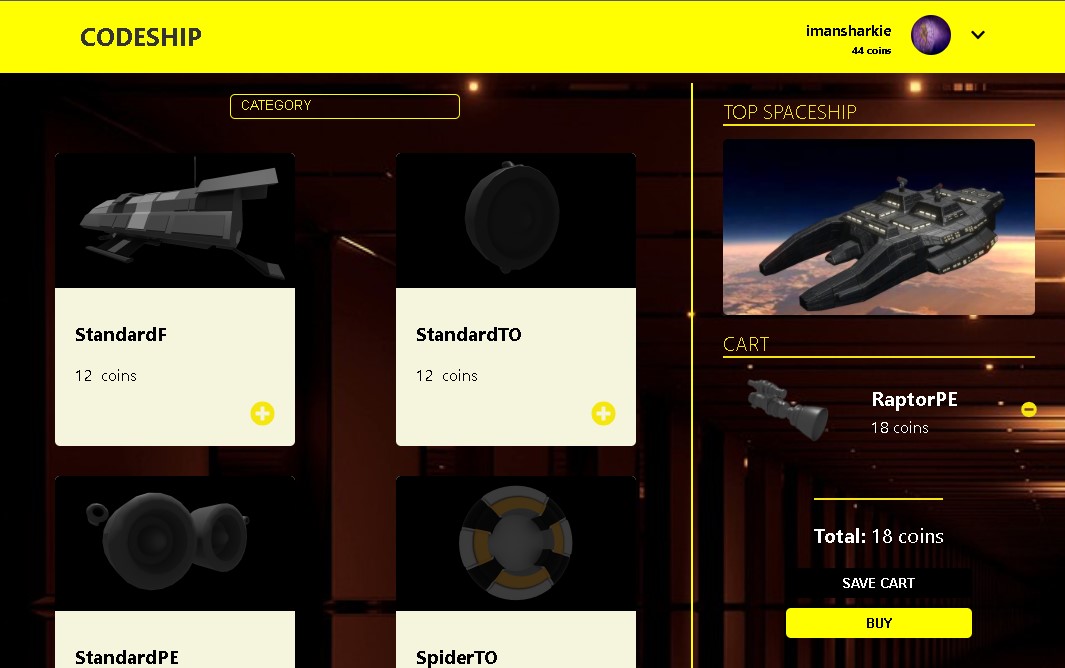 CODESHIP
imansharkie
44 coins
CATEGORY
StandardF
12 coins
StandardTO
12 coins
StandardPE
SpiderTO
TOP SPACESHIP
CART
RaptorPE
18 coins
Total: 18 coins
SAVE CART
BUY